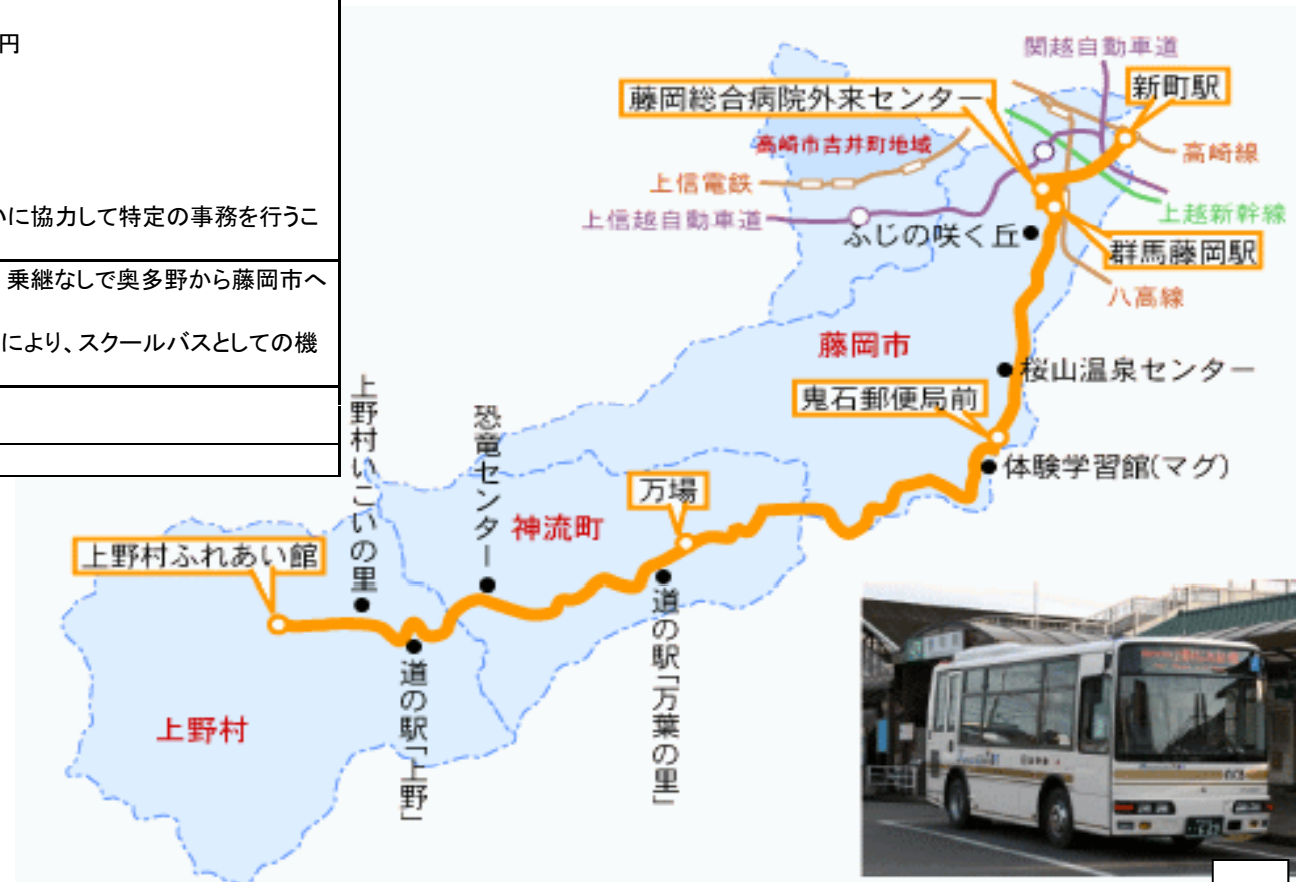 円
いに協力して特定の事務を行うこ
乗継なしで奥多野から藤岡市へ
により、スクールバスとしての機
関越自動車道
新町駅
藤岡総合病院外来センター
高崎市吉井町地域
高崎線
上信電鉄
上信越自動車道
上越新幹線
ふじの咲く丘
群馬藤岡駅
八高線
藤岡市
桜山温泉センター
鬼石郵便局前
体験学習館(マグ)
上野村いこいの里
恐竜センター
万場
神流町
上野村ふれあい館
道の駅「万葉の里」
道の駅「上野」
上野村